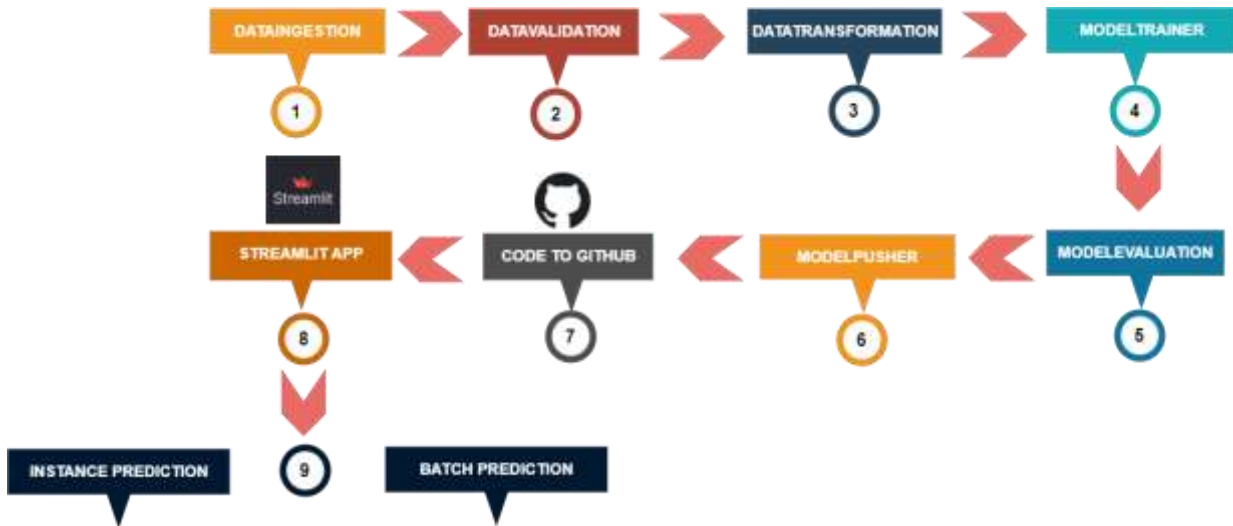 DATAINGESTION
DATAVALIDATION
DATATRANSFORMATION
MODELTRAINER
1
2
3
4
Streamlit
STREAMLIT APP
CODE TO GITHUB
MODELPUSHER
MODELEVALUATION
8
7
6
5
INSTANCE PREDICTION
9
BATCH PREDICTION